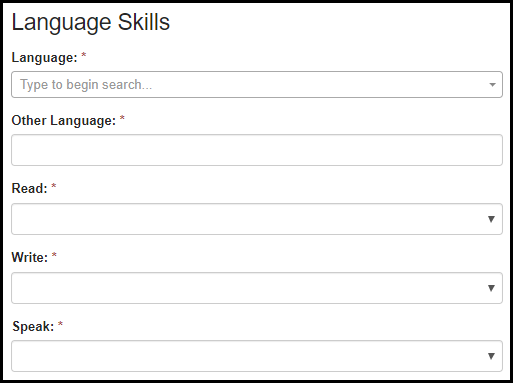 Language Skills
Language: *
Type to begin search...
Other Language: *
Read: *
Write: *
Speak: *